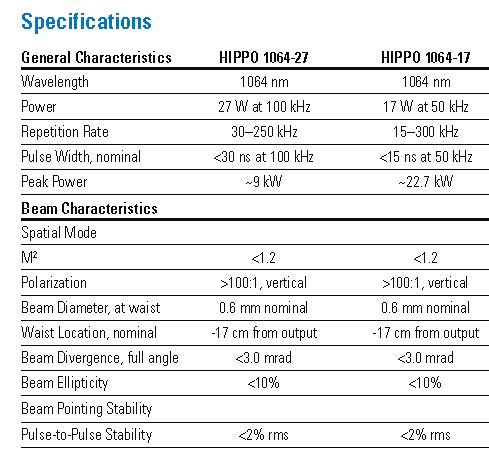 Specifications
General Characteristics HIPPO 1064-27 HIPPO 1064-17
Wavelength 1064 nm 1064 nm
Power 27 W at 100 kHz 17 W at 50 kHz
Repetition Rate 30–250 kHz 15–300 kHz
Pulse Width, nominal <30 ns at 100 kHz <15 ns at 50 kHz
Peak Power ~9 kW ~22.7 kW
Beam Characteristics
Spatial Mode
M² <1.2 <1.2
Polarization >100:1, vertical >100:1, vertical
Beam Diameter, at waist 0.6 mm nominal 0.6 mm nominal
Waist Location, nominal -17 cm from output -17 cm from output
Beam Divergence, full angle <3.0 mrad <3.0 mrad
Beam Ellipticity <10% <10%
Beam Pointing Stability
Pulse-to-Pulse Stability <2% rms <2% rms